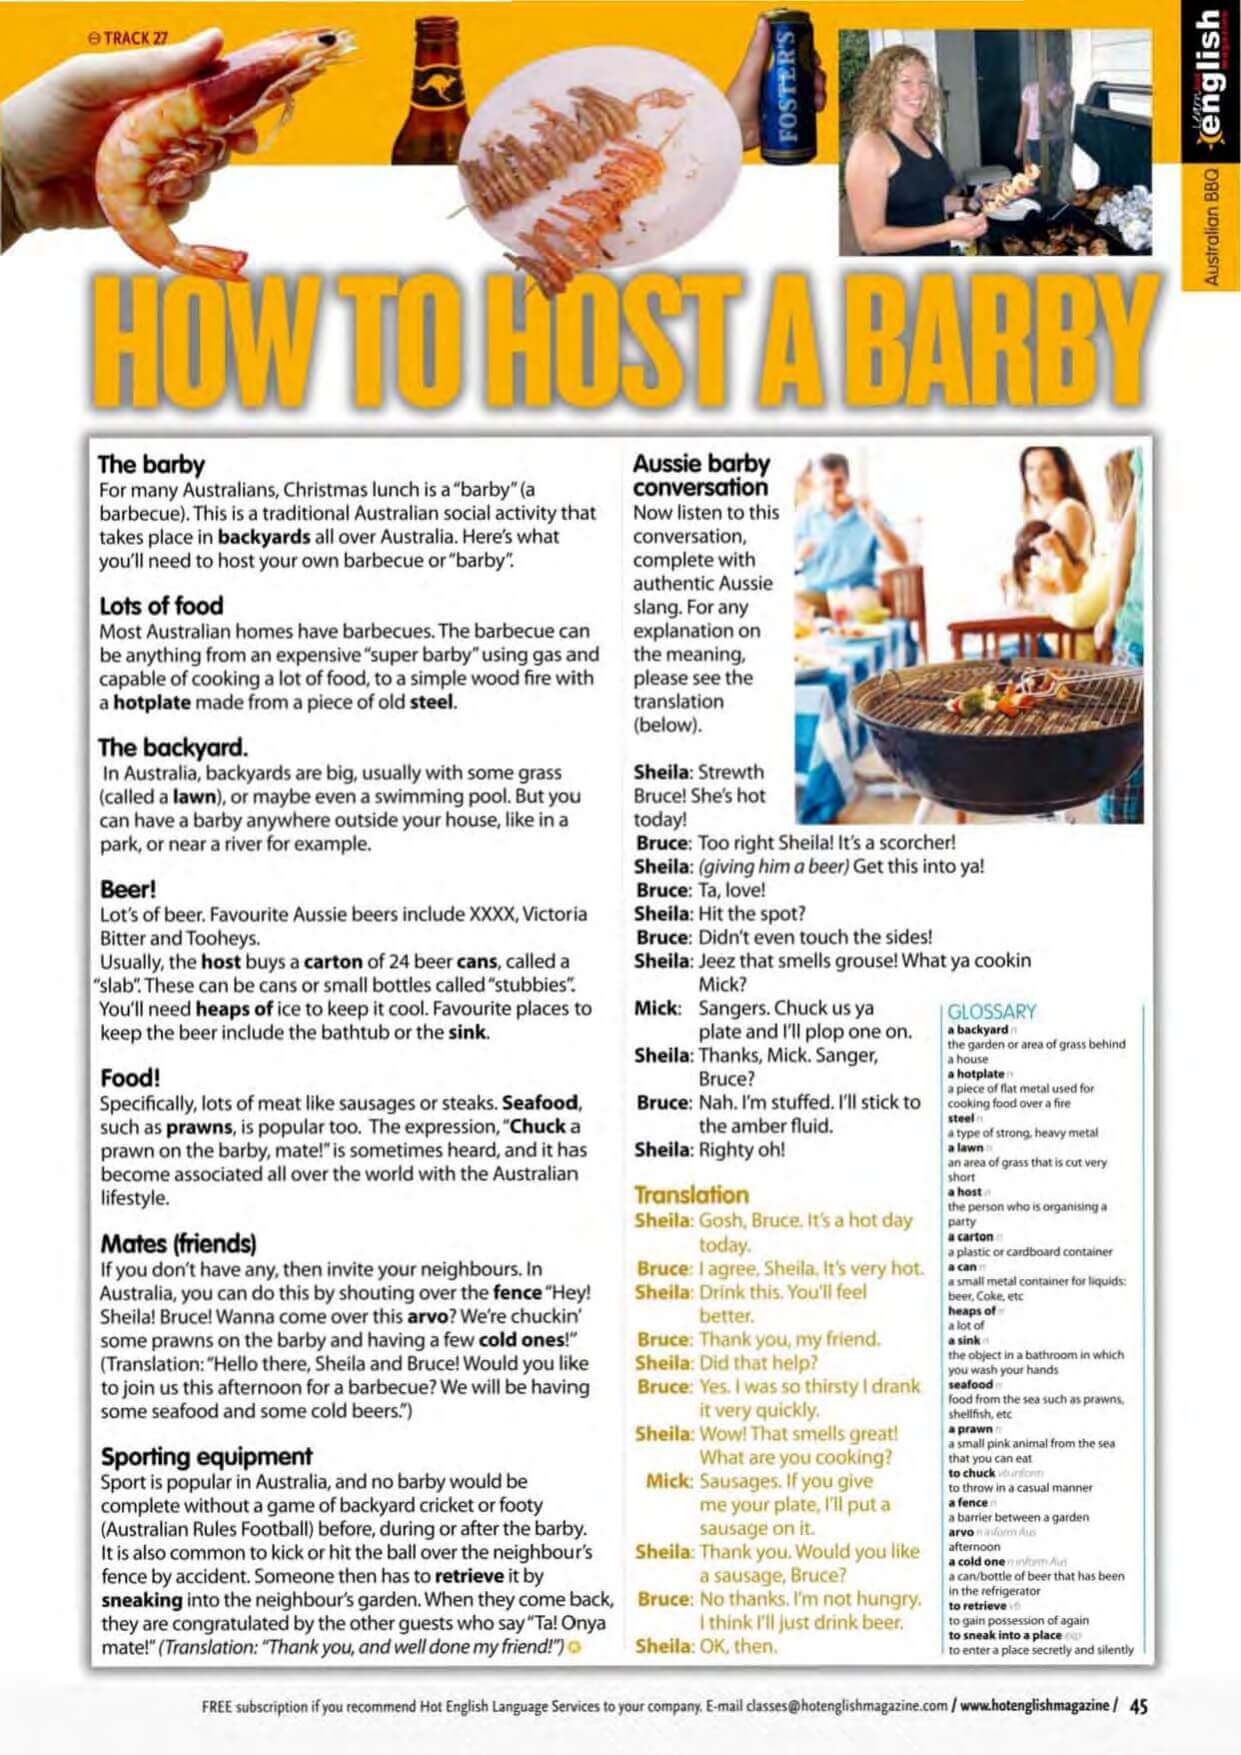 TRACK 27
FOSTER'S
Learn hot
english
magazine
Australian BBQ
HOW TO HOST A BARBY
The barby
For many Australians, Christmas lunch is a "barby" (a
barbecue). This is a traditional Australian social activity that
takes place in backyards all over Australia. Here's what
you'll need to host your own barbecue or "barby".
Lots of food
Most Australian homes have barbecues. The barbecue can
be anything from an expensive "super barby" using gas and
capable of cooking a lot of food, to a simple wood fire with
a hotplate made from a piece of old steel.
The backyard.
In Australia, backyards are big, usually with some grass
(called a lawn), or maybe even a swimming pool. But you
can have a barby anywhere outside your house, like in a
park, or near a river for example.
Beer!
Lot's of beer. Favourite Aussie beers include XXXX, Victoria
Bitter and Tooheys.
Usually, the host buys a carton of 24 beer cans, called a
"slab". These can be cans or small bottles called "stubbies".
You'll need heaps of ice to keep it cool. Favourite places to
keep the beer include the bathtub or the sink.
Food!
Specifically, lots of meat like sausages or steaks. Seafood,
such as prawns, is popular too. The expression, "Chuck a
prawn on the barby, mate!" is sometimes heard, and it has
become associated all over the world with the Australian
lifestyle.
Mates (friends)
If you don't have any, then invite your neighbours. In
Australia, you can do this by shouting over the fence "Hey!
Sheila! Bruce! Wanna come over this arvo? We're chuckin'
some prawns on the barby and having a few cold ones!"
(Translation: "Hello there, Sheila and Bruce! Would you like
to join us this afternoon for a barbecue? We will be having
some seafood and some cold beers.")
Sporting equipment
Sport is popular in Australia, and no barby would be
complete without a game of backyard cricket or footy
(Australian Rules Football) before, during or after the barby.
It is also common to kick or hit the ball over the neighbour's
fence by accident. Someone then has to retrieve it by
sneaking into the neighbour's garden. When they come back,
they are congratulated by the other guests who say "Ta! Onya
mate!" (Translation: "Thank you, and well done my friend!")
Aussie barby
conversation
Now listen to this
conversation,
complete with
authentic Aussie
slang. For any
explanation on
the meaning,
please see the
translation
(below).
Sheila: Strewth
Bruce! She's hot
today!
Bruce: Too right Sheila! It's a scorcher!
Sheila: (giving him a beer) Get this into ya!
Bruce: Ta, love!
Sheila: Hit the spot?
Bruce: Didn't even touch the sides!
Sheila: Jeez that smells grouse! What ya cookin
Mick?
Mick: Sangers. Chuck us ya
plate and I'll plop one on.
Sheila: Thanks, Mick. Sanger,
Bruce?
Bruce: Nah. I'm stuffed. I'll stick to
the amber fluid.
Sheila: Righty oh!
Translation
Sheila: Gosh, Bruce. It's a hot day
today.
Bruce: I agree, Sheila. It's very hot.
Sheila: Drink this. You'll feel
better.
Bruce: Thank you, my friend.
Sheila: Did that help?
Bruce: Yes. I was so thirsty I drank
it very quickly.
Sheila: Wow! That smells great!
What are you cooking?
Mick: Sausages. If you give
me your plate, I'll put a
sausage on it.
Sheila: Thank you. Would you like
a sausage, Bruce?
Bruce: No thanks. I'm not hungry.
I think I'll just drink beer.
Sheila: OK, then.
GLOSSARY
a backyard n
the garden or area of grass behind
a house
a hotplate n
a piece of flat metal used for
cooking food over a fire
steel n
a type of strong, heavy metal
a lawn n
an area of grass that is cut very
short
a host n
the person who is organising a
party
a carton n
a plastic or cardboard container
a can n
a small metal container for liquids:
beer, Coke, etc
heaps of
a lot of
a sink n
the object in a bathroom in which
you wash your hands
seafood n
food from the sea such as prawns,
shellfish, etc
a prawn n
a small pink animal from the sea
that you can eat
to chuck vb inform
to throw in a casual manner
a fence n
a barrier between a garden
arvo n inform Aus
afternoon
a cold one n inform Aus
a can/bottle of beer that has been
in the refrigerator
to retrieve vb
to gain possession of again
to sneak into a place exp
to enter a place secretly and silently
FREE subscription if you recommend Hot English Language Services to your company. E-mail classes@hotenglishmagazine.com / www.hotenglishmagazine / 45